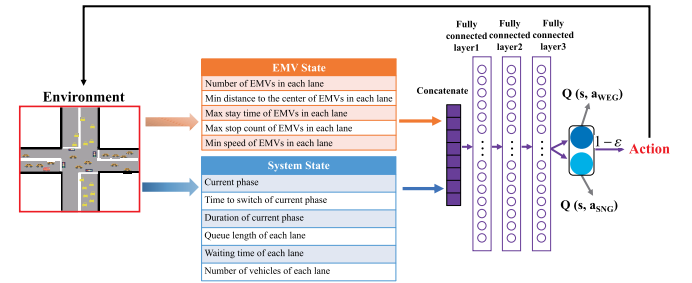 Environment
EMV State
Number of EMVs in each lane
Min distance to the center of EMVs in each lane
Max stay time of EMVs in each lane
Max stop count of EMVs in each lane
Min speed of EMVs in each lane
System State
Current phase
Time to switch of current phase
Duration of current phase
Queue length of each lane
Waiting time of each lane
Number of vehicles of each lane
Concatenate
Fully
connected
layer1
Fully
connected
layer2
Fully
connected
layer3
Q (s, aWEG)
1−ε
Action
Q (s, aSNG)